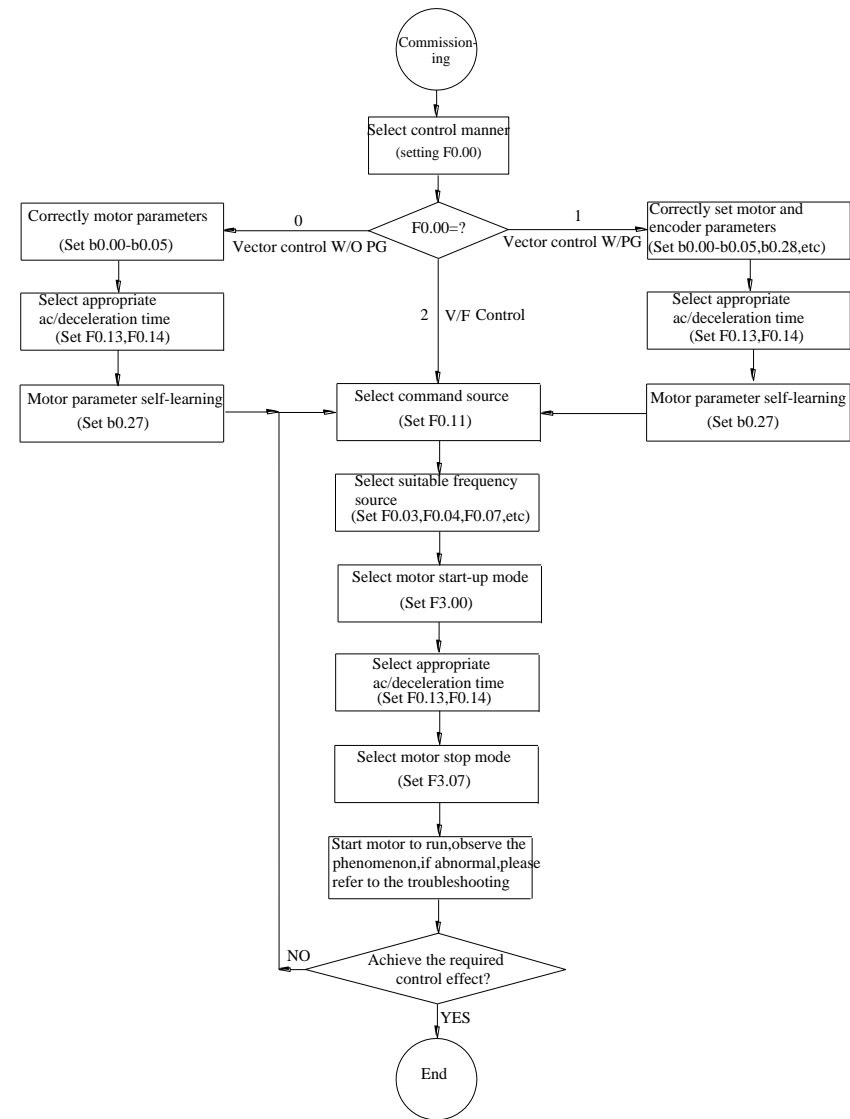 Commission-
ing
Select control manner
(setting F0.00)
F0.00=?
0
Vector control W/O PG
1
Vector control W/PG
2 V/F Control
Correctly motor parameters
(Set b0.00-b0.05)
Select appropriate
ac/deceleration time
(Set F0.13,F0.14)
Motor parameter self-learning
(Set b0.27)
Correctly set motor and
encoder parameters
(Set b0.00-b0.05,b0.28,etc)
Select appropriate
ac/deceleration time
(Set F0.13,F0.14)
Motor parameter self-learning
(Set b0.27)
Select command source
(Set F0.11)
Select suitable frequency
source
(Set F0.03,F0.04,F0.07,etc)
Select motor start-up mode
(Set F3.00)
Select appropriate
ac/deceleration time
(Set F0.13,F0.14)
Select motor stop mode
(Set F3.07)
Start motor to run,observe the
phenomenon,if abnormal,please
refer to the troubleshooting
Achieve the required
control effect?
NO
YES
End